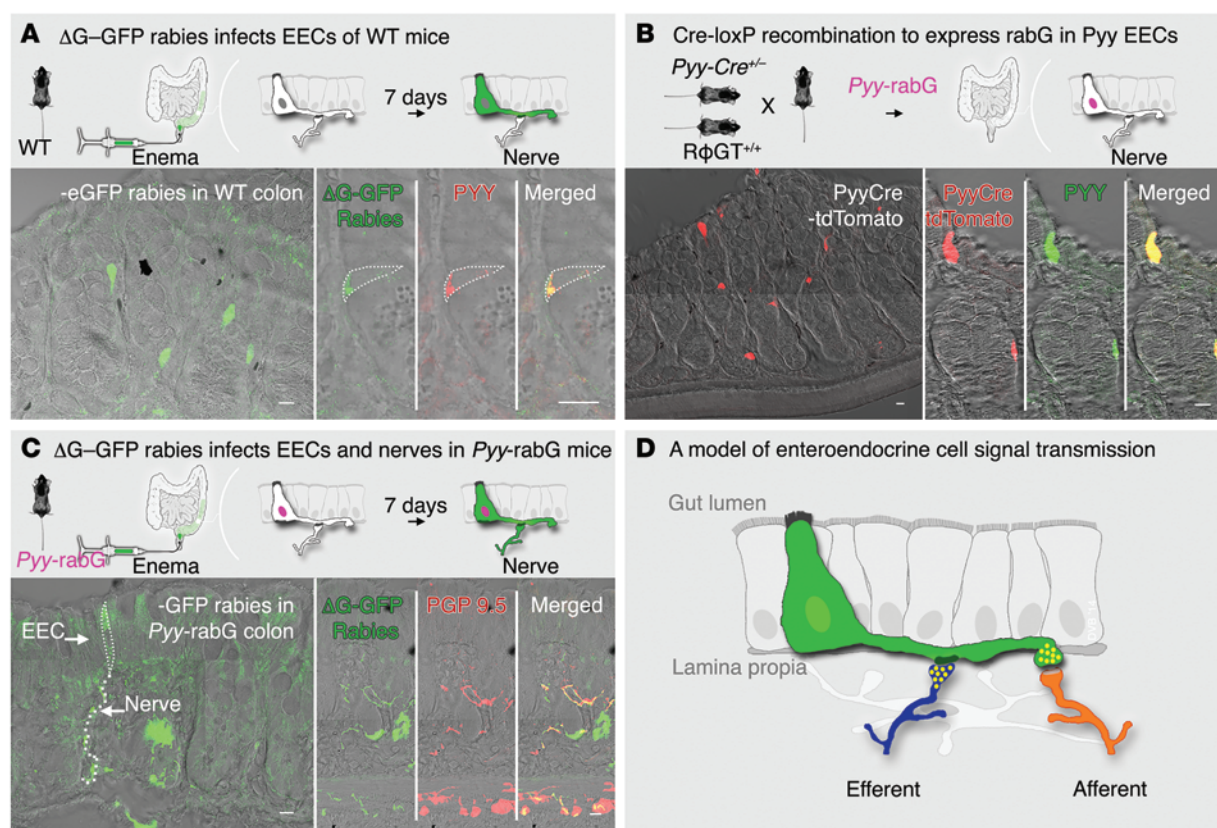 A ΔG–GFP rabies infects EECs of WT mice
WT
Enema
7 days
Nerve
-eGFP rabies in WT colon
ΔG-GFP
Rabies
PYY
Merged
B Cre-loxP recombination to express rabG in Pyy EECs
Pyy-Cre+/–
X
RΦGT+/+
Pyy-rabG
Nerve
PyyCre
-tdTomato
PyyCre
tdTomato
PYY
Merged
C ΔG–GFP rabies infects EECs and nerves in Pyy-rabG mice
Pyy-rabG
Enema
7 days
Nerve
-GFP rabies in
Pyy-rabG colon
EEC
Nerve
ΔG-GFP
Rabies
PGP 9.5
Merged
D A model of enteroendocrine cell signal transmission
Gut lumen
Lamina propia
Efferent
Afferent